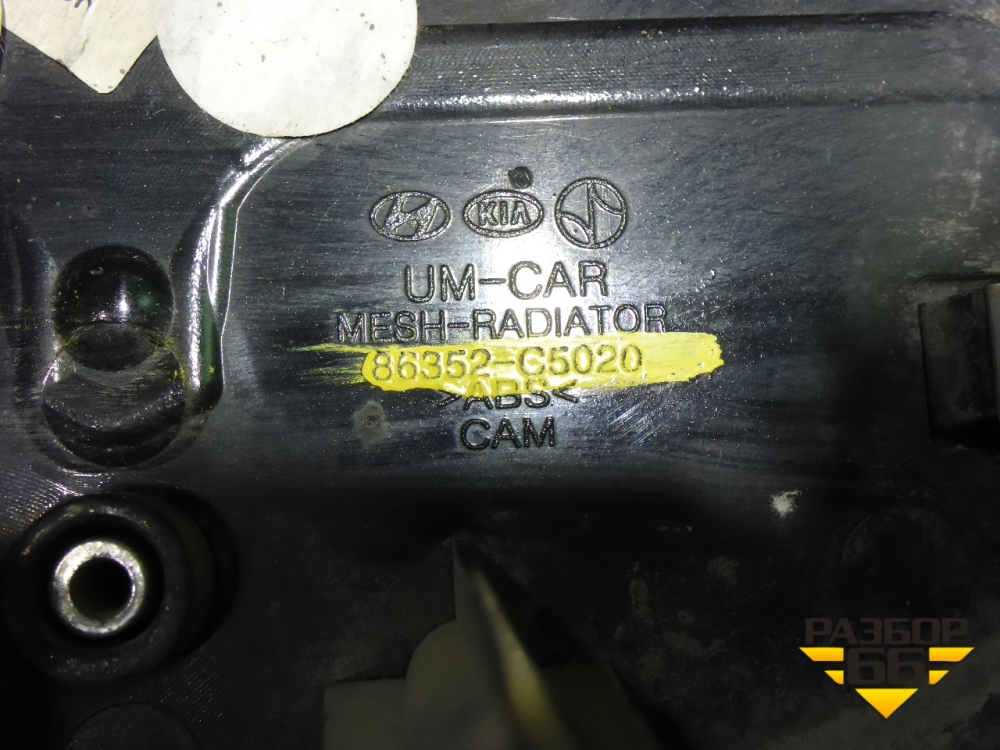 KIA
UM-CAR
MESH-RADIATOR
86352-C5020
>ABS<
CAM
РАЗБОР
66